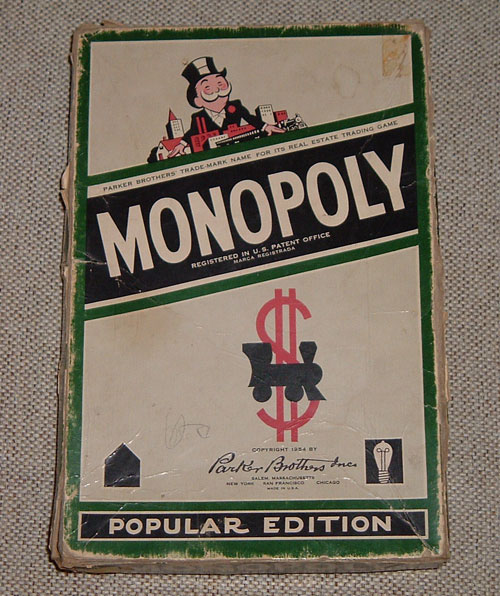 PARKER BROTHERS' TRADE-MARK NAME FOR ITS REAL ESTATE TRADING GAME
MONOPOLY
REGISTERED IN U.S. PATENT OFFICE
MARCA REGISTRADA
$
COPYRIGHT 1954 BY
Parker Brothers Inc.
SALEM, MASSACHUSETTS
NEW YORK SAN FRANCISCO CHICAGO
MADE IN U.S.A.
POPULAR EDITION